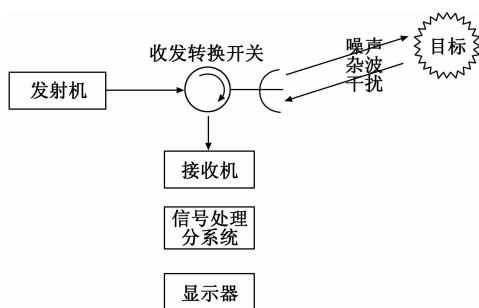 收发转换开关
噪声
杂波
干扰
目标
发射机
接收机
信号处理
分系统
显示器